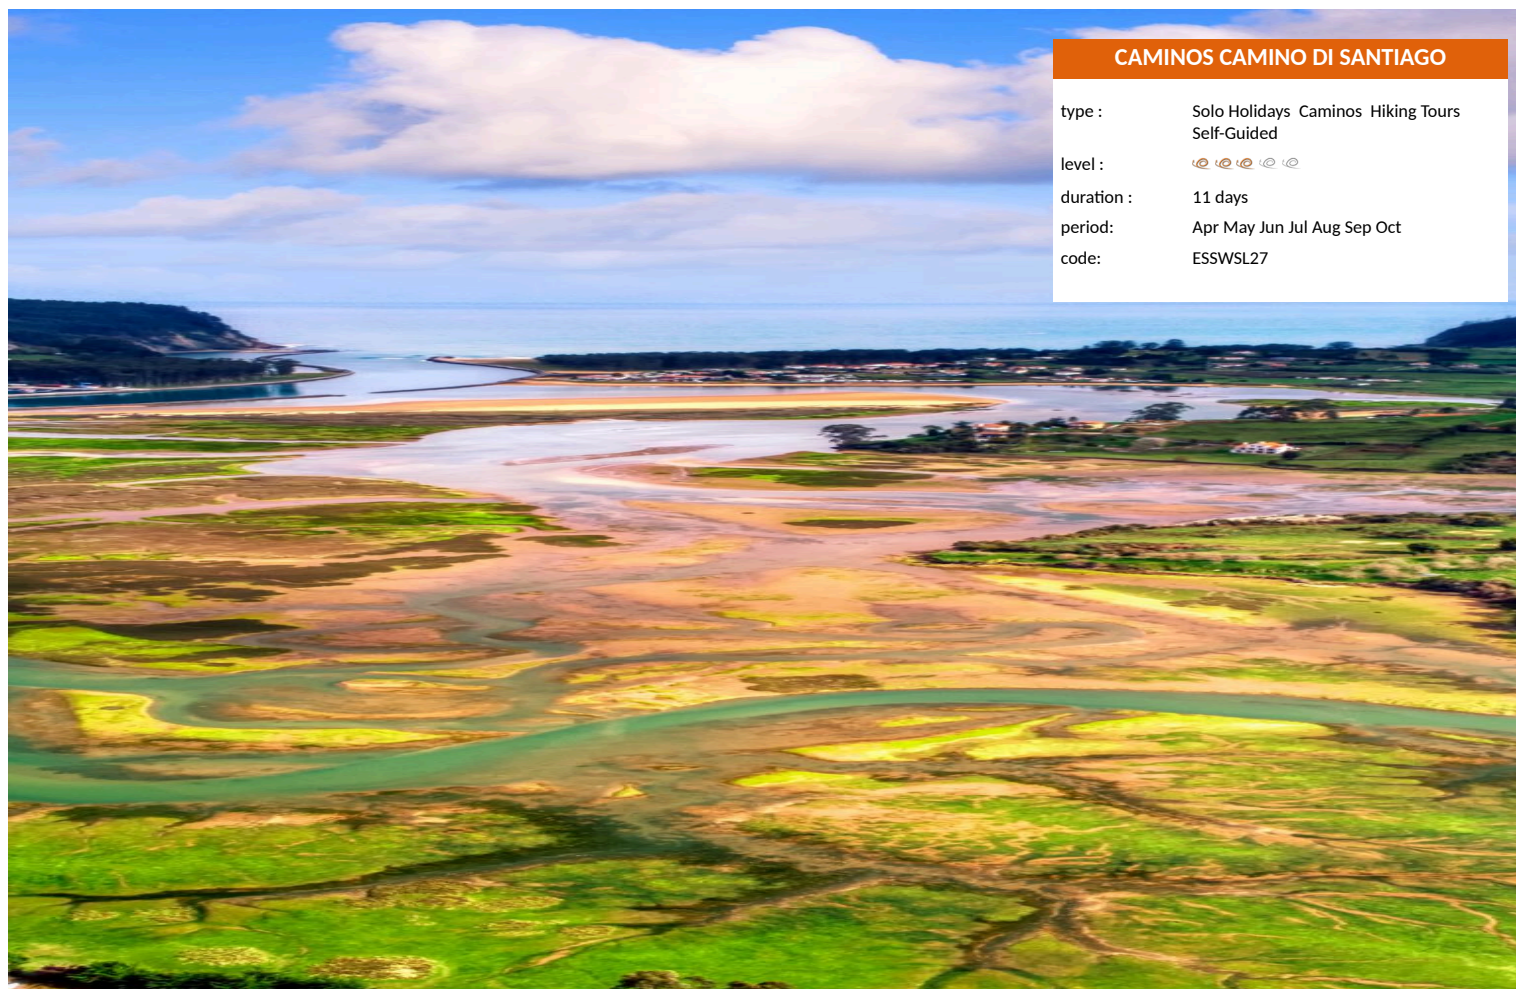 CAMINOS CAMINO DI SANTIAGO
type : Solo Holidays Caminos Hiking Tours
Self-Guided
level :
duration : 11 days
period: Apr May Jun Jul Aug Sep Oct
code: ESSWSL27